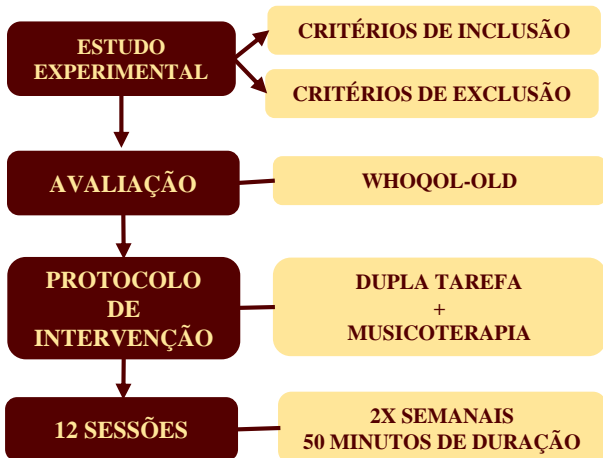 ESTUDO
EXPERIMENTAL
CRITÉRIOS DE INCLUSÃO
CRITÉRIOS DE EXCLUSÃO
AVALIAÇÃO
WHOQOL-OLD
PROTOCOLO
DE
INTERVENÇÃO
DUPLA TAREFA
+
MUSICOTERAPIA
12 SESSÕES
2X SEMANAIS
50 MINUTOS DE DURAÇÃO